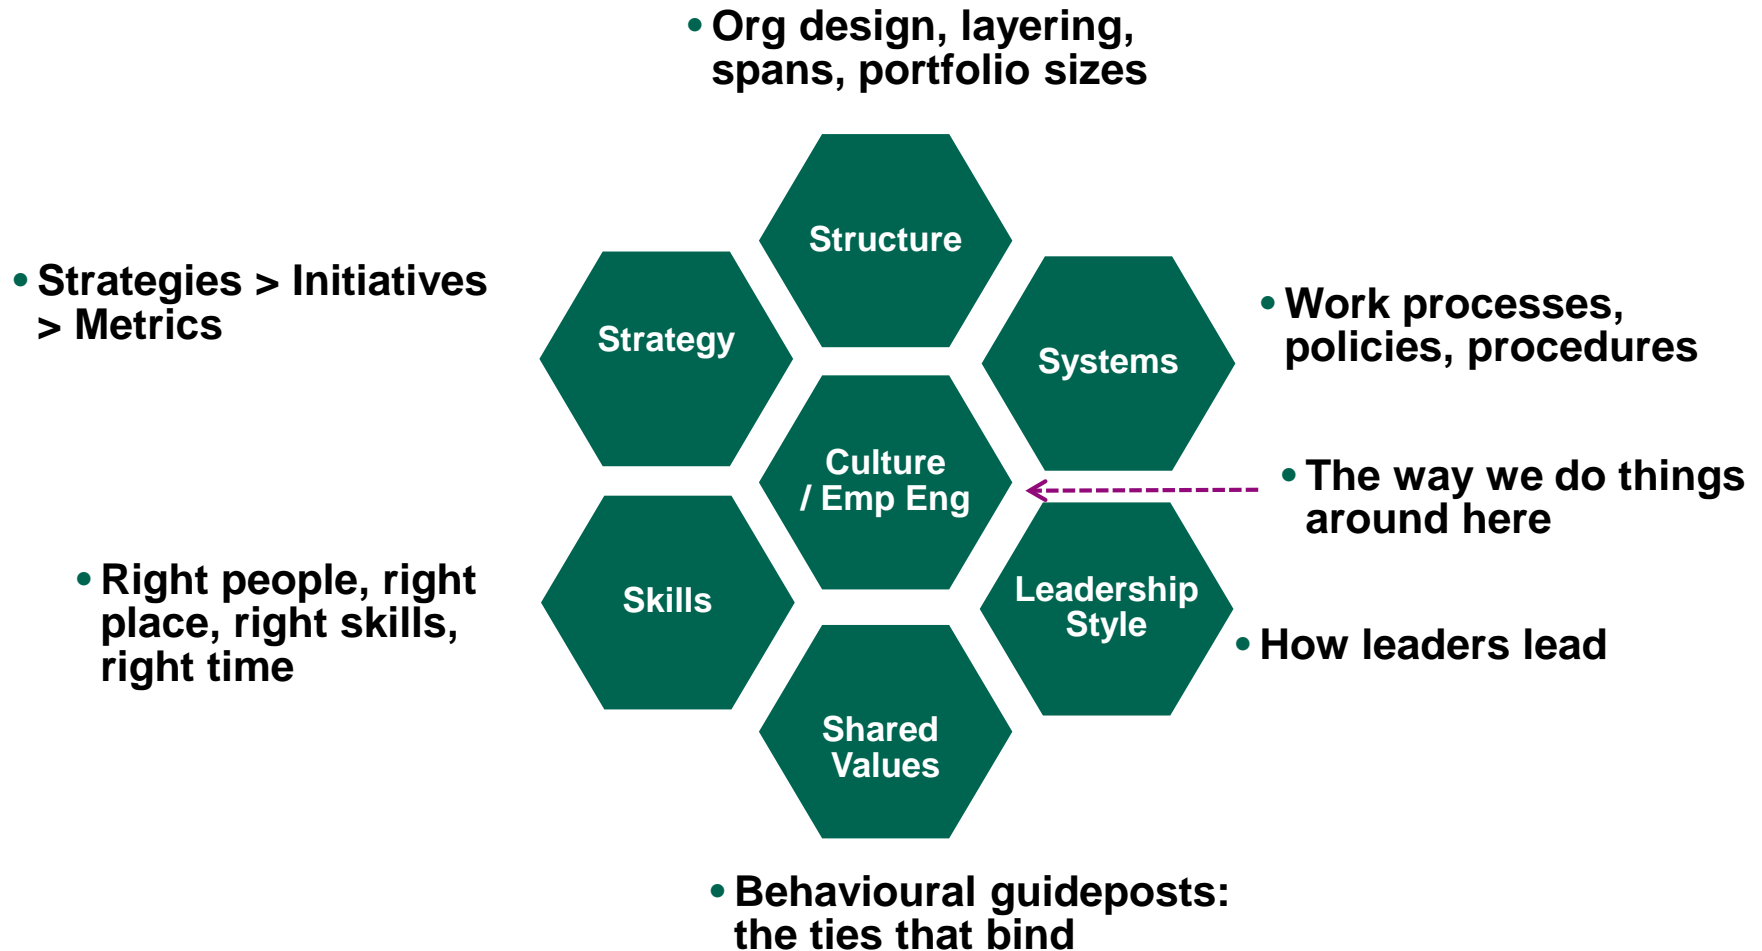 • Org design, layering,
spans, portfolio sizes
Structure
• Strategies > Initiatives
> Metrics
Strategy
Systems
• Work processes,
policies, procedures
Culture
/ Emp Eng
• The way we do things
around here
• Right people, right
place, right skills,
right time
Skills
Leadership
Style
• How leaders lead
Shared
Values
• Behavioural guideposts:
the ties that bind